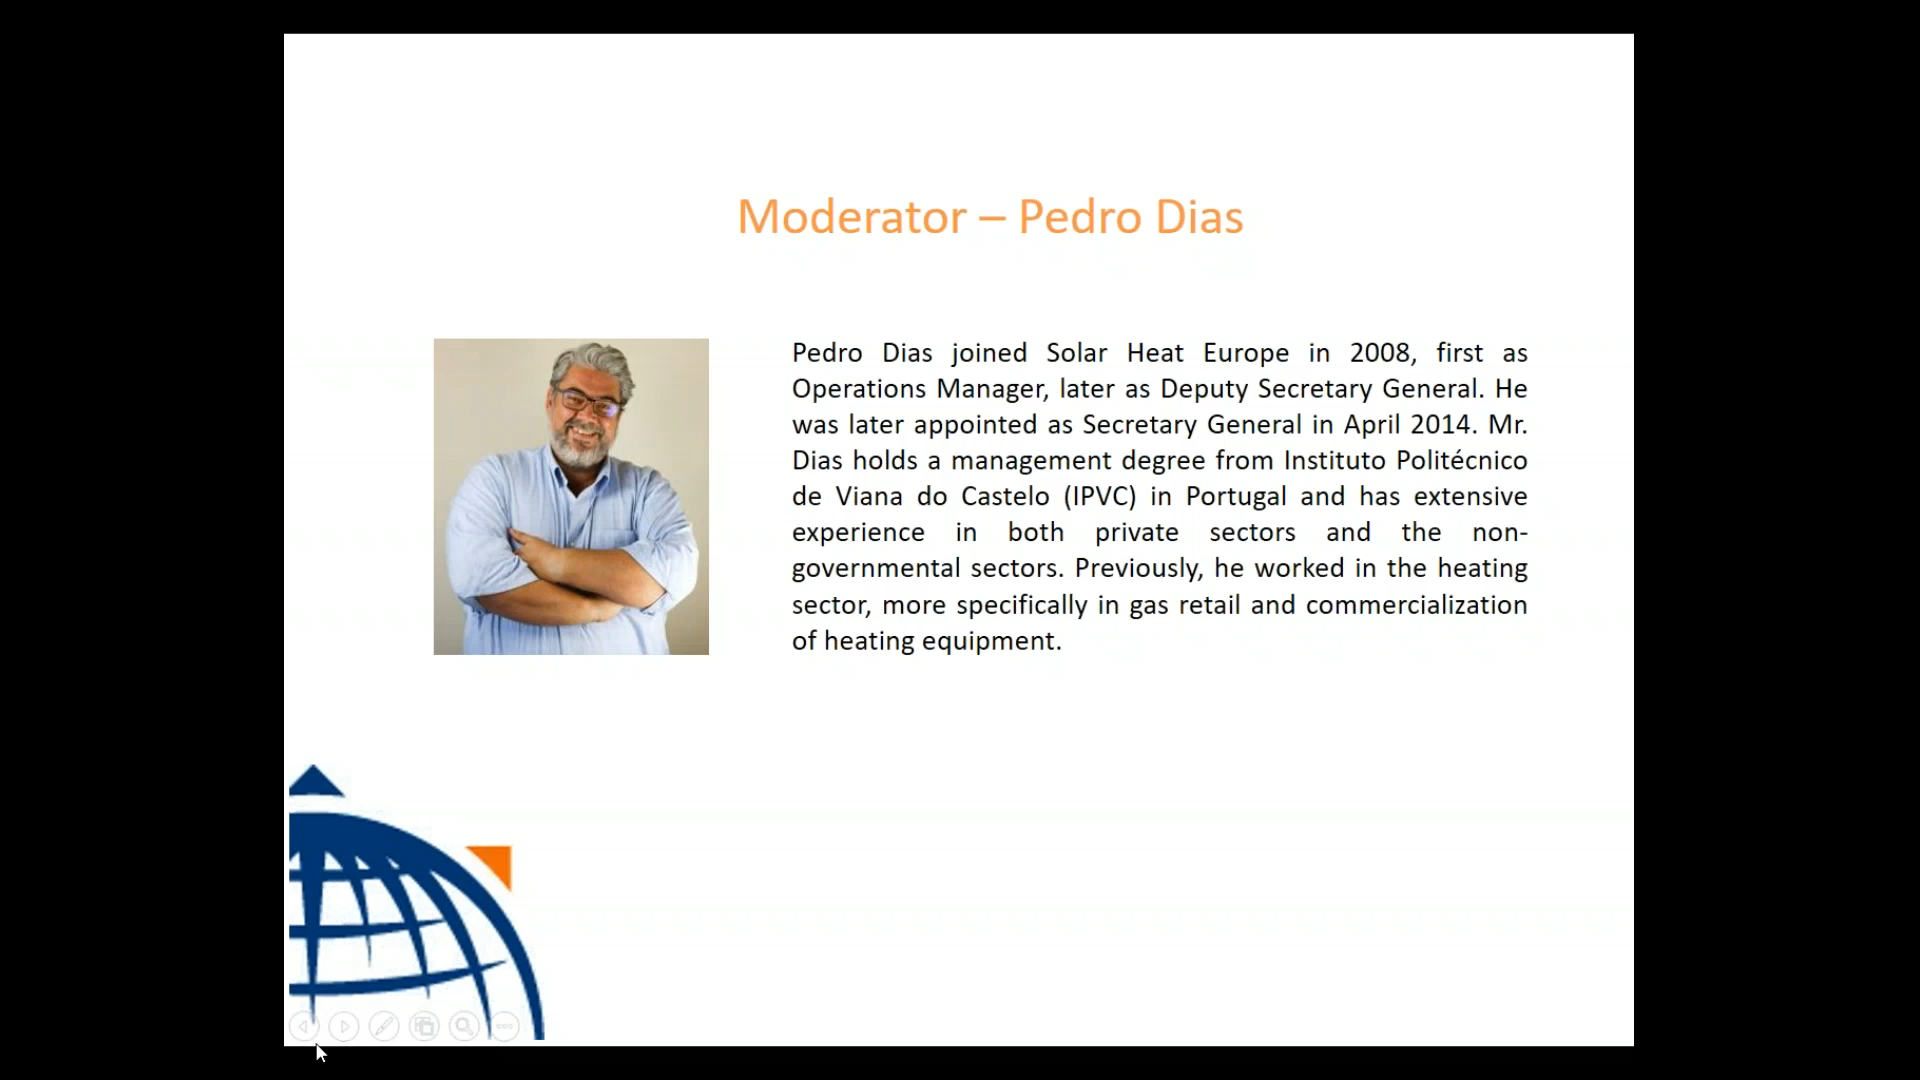 Moderator – Pedro Dias
Pedro Dias joined Solar Heat Europe in 2008, first as
Operations Manager, later as Deputy Secretary General. He
was later appointed as Secretary General in April 2014. Mr.
Dias holds a management degree from Instituto Politécnico
de Viana do Castelo (IPVC) in Portugal and has extensive
experience in both private sectors and the non-
governmental sectors. Previously, he worked in the heating
sector, more specifically in gas retail and commercialization
of heating equipment.